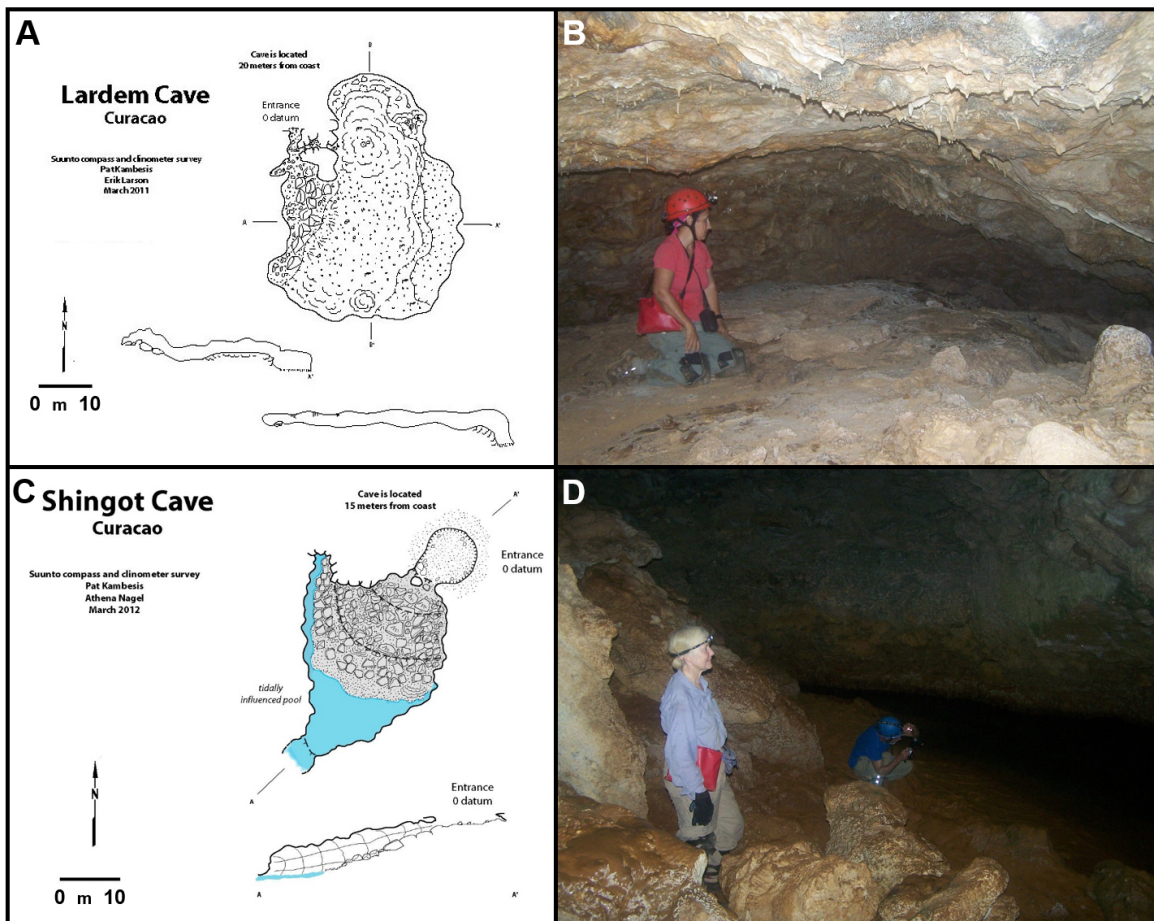 A
Lardem Cave
Curacao
Suunto compass and clinometer survey
Pat Kambesis
Erik Larson
March 2011
Cave is located
20 meters from coast
Entrance
0 datum
B
A
A'
B'
N
0 m 10
A'
B
C
Shingot Cave
Curacao
Suunto compass and clinometer survey
Pat Kambesis
Athena Nagel
March 2012
Cave is located
15 meters from coast
A'
Entrance
0 datum
tidally
influenced pool
A
N
0 m 10
Entrance
0 datum
A
A'
D